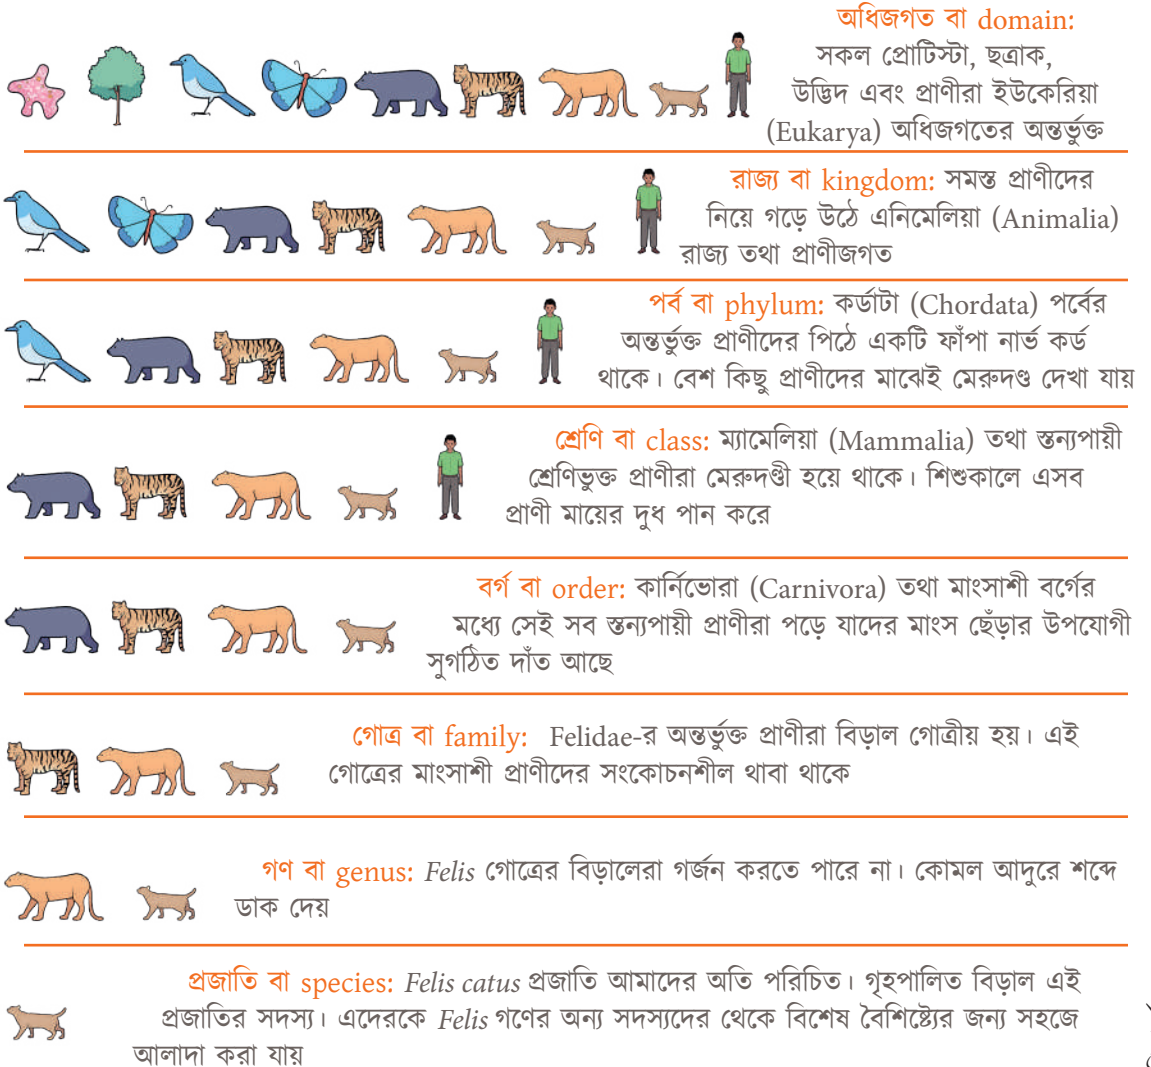 অধিজগত বা domain:
সকল প্রোটিস্টা, ছত্রাক,
উদ্ভিদ এবং প্রাণীরা ইউকেরিয়া
(Eukarya) অধিজগতের অন্তর্ভুক্ত
রাজ্য বা kingdom: সমস্ত প্রাণীদের
নিয়ে গড়ে উঠে এনিমেলিয়া (Animalia)
রাজ্য তথা প্রাণীজগত
পর্ব বা phylum: কর্ডাটা (Chordata) পর্বের
অন্তর্ভুক্ত প্রাণীদের পিঠে একটি ফাঁপা নার্ভ কর্ড
থাকে। বেশ কিছু প্রাণীদের মাঝেই মেরুদণ্ড দেখা যায়
শ্রেণি বা class: ম্যামেলিয়া (Mammalia) তথা স্তন্যপায়ী
শ্রেণিভুক্ত প্রাণীরা মেরুদণ্ডী হয়ে থাকে। শিশুকালে এসব
প্রাণী মায়ের দুধ পান করে
বর্গ বা order: কার্নিভোরা (Carnivora) তথা মাংসাশী বর্গের
মধ্যে সেই সব স্তন্যপায়ী প্রাণীরা পড়ে যাদের মাংস ছেঁড়ার উপযোগী
সুগঠিত দাঁত আছে
গোত্র বা family: Felidae-র অন্তর্ভুক্ত প্রাণীরা বিড়াল গোত্রীয় হয়। এই
গোত্রের মাংসাশী প্রাণীদের সংকোচনশীল থাবা থাকে
গণ বা genus: Felis গোত্রের বিড়ালেরা গর্জন করতে পারে না। কোমল আদুরে শব্দে
ডাক দেয়
প্রজাতি বা species: Felis catus প্রজাতি আমাদের অতি পরিচিত। গৃহপালিত বিড়াল এই
প্রজাতির সদস্য। এদেরকে Felis গণের অন্য সদস্যদের থেকে বিশেষ বৈশিষ্ট্যের জন্য সহজে
আলাদা করা যায়